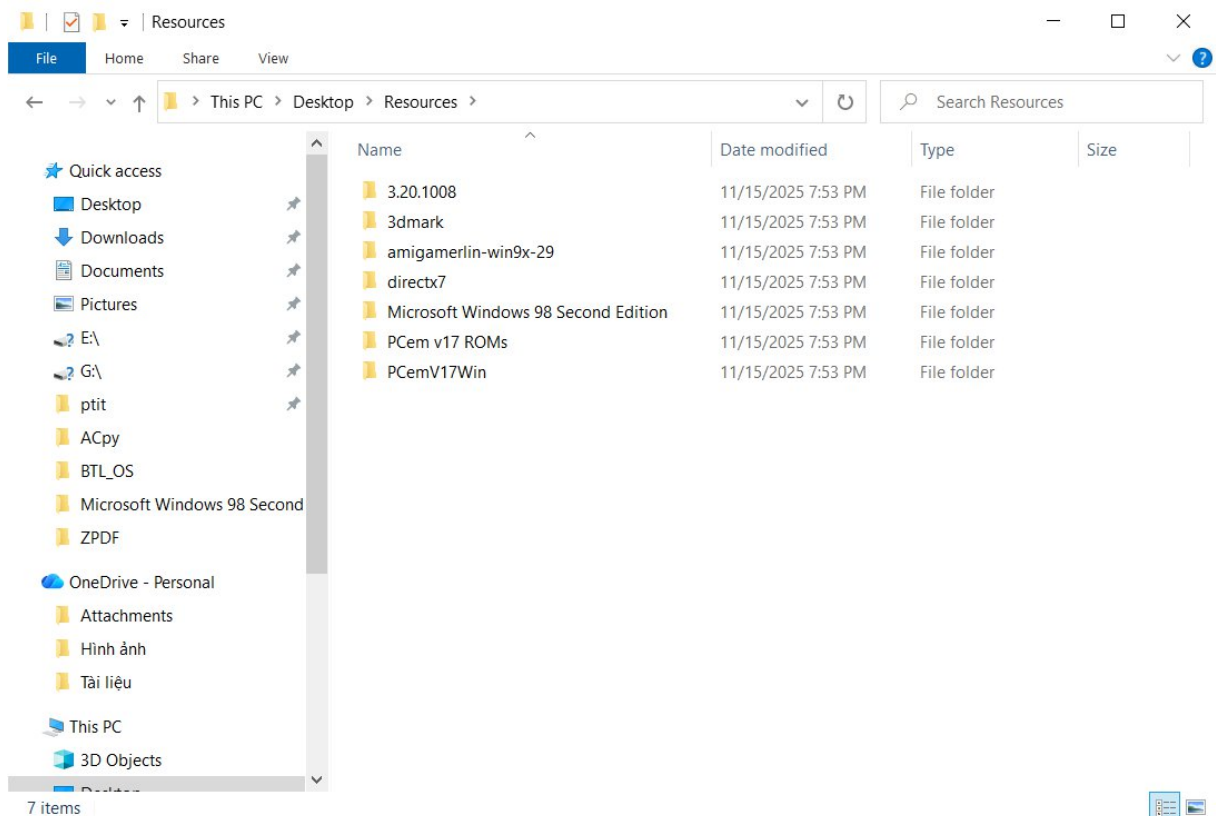 Resources
File Home Share View
This PC Desktop Resources
Search Resources
Name Date modified Type Size
Quick access
Desktop
Downloads
Documents
Pictures
E:\
G:\
ptit
ACpy
BTL_OS
Microsoft Windows 98 Second
ZPDF
OneDrive - Personal
Attachments
Hình ảnh
Tài liệu
This PC
3D Objects
3.20.1008 11/15/2025 7:53 PM File folder
3dmark 11/15/2025 7:53 PM File folder
amigamerlin-win9x-29 11/15/2025 7:53 PM File folder
directx7 11/15/2025 7:53 PM File folder
Microsoft Windows 98 Second Edition 11/15/2025 7:53 PM File folder
PCem v17 ROMs 11/15/2025 7:53 PM File folder
PCemV17Win 11/15/2025 7:53 PM File folder
7 items